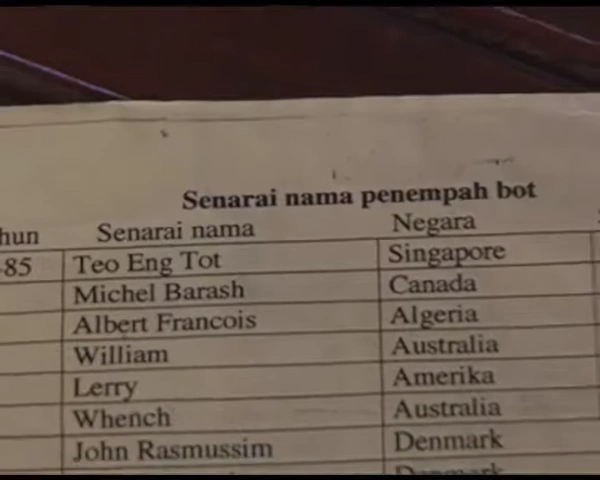 Senarai nama penempah bot
hun Senarai nama Negara
-85 Teo Eng Tot Singapore
Michel Barash Canada
Albert Francois Algeria
William Australia
Lerry Amerika
Whench Australia
John Rasmussim Denmark
Denmark